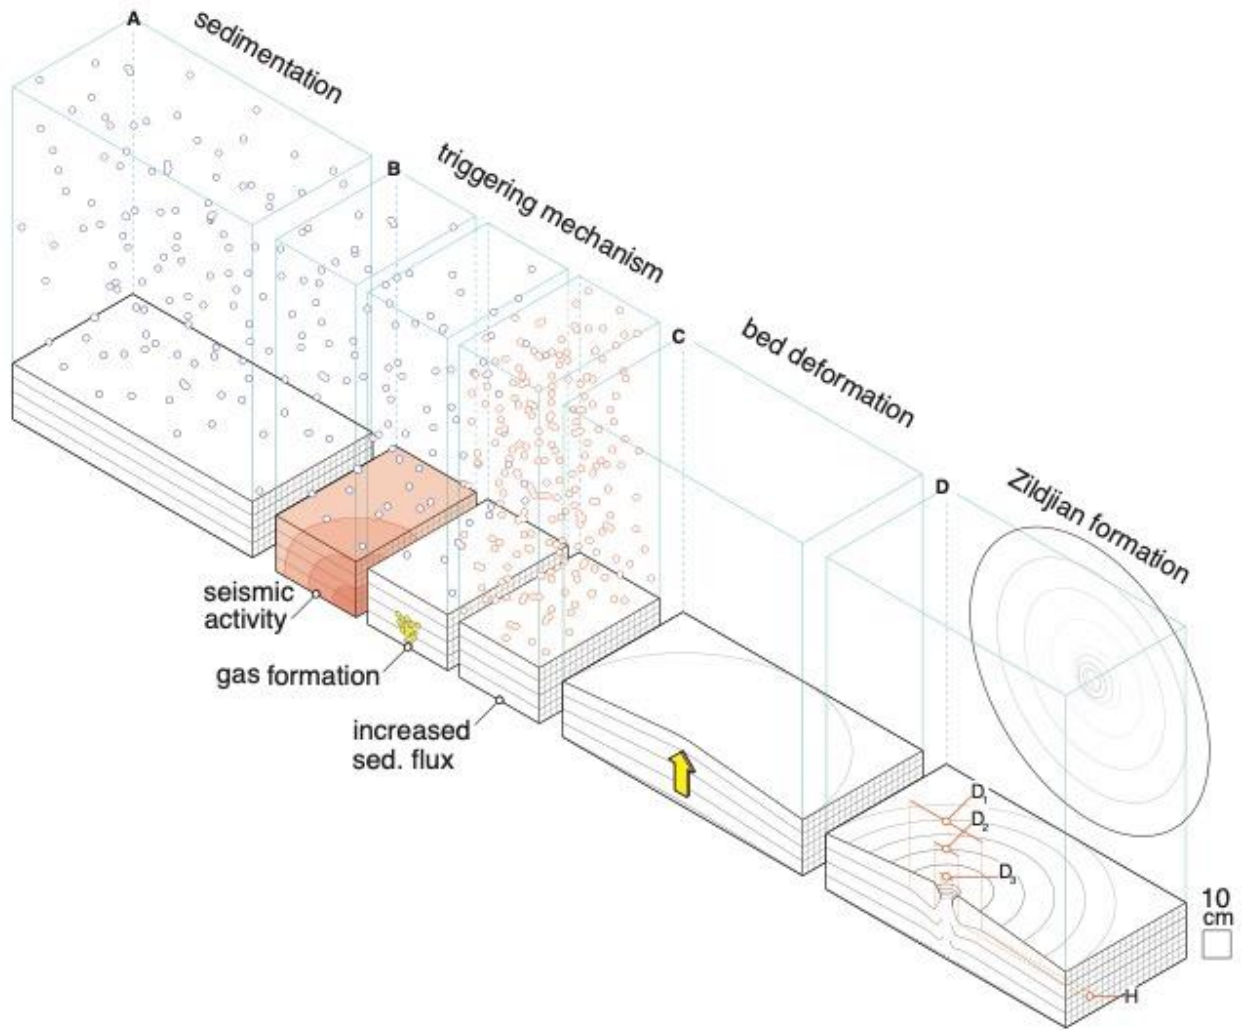 A
sedimentation
B
triggering mechanism
C
bed deformation
D
Zildjian formation
seismic
activity
gas formation
increased
sed. flux
D1
D2
D3
H
10
cm